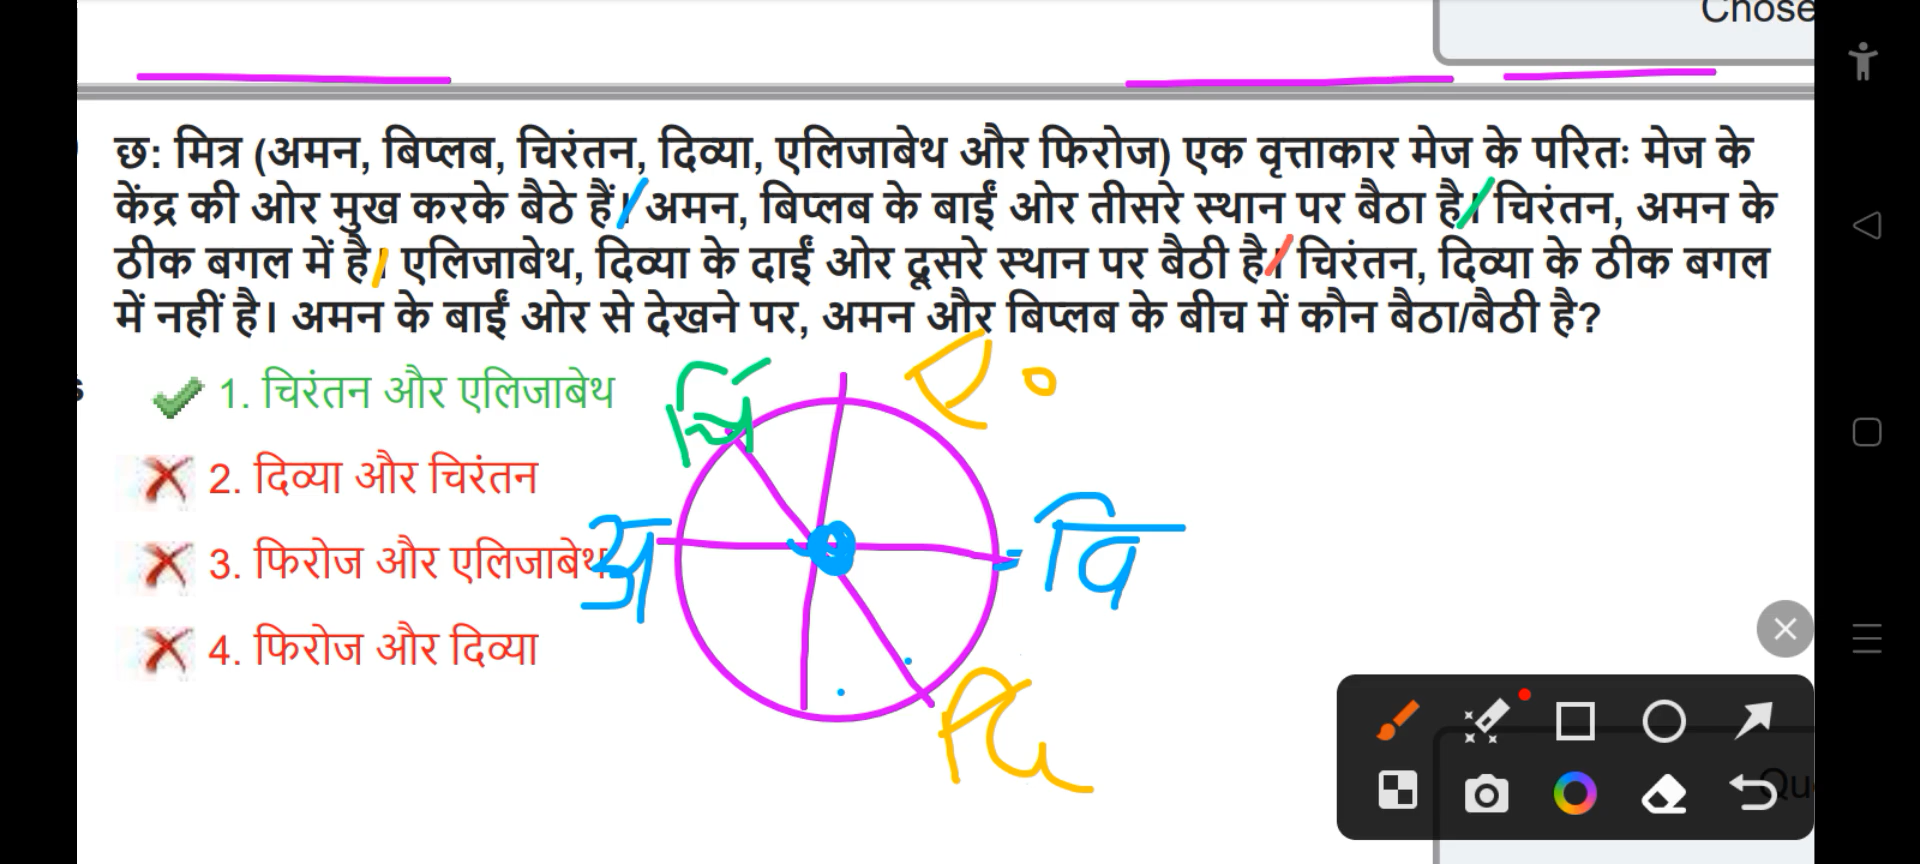 Chose
छ: मित्र (अमन, बिप्लब, चिरंतन, दिव्या, एलिजाबेथ और फिरोज) एक वृत्ताकार मेज के परितः मेज के
केंद्र की ओर मुख करके बैठे हैं। अमन, बिप्लब के बाईं ओर तीसरे स्थान पर बैठा है। चिरंतन, अमन के
ठीक बगल में है। एलिजाबेथ, दिव्या के दाईं ओर दूसरे स्थान पर बैठी है। चिरंतन, दिव्या के ठीक बगल
में नहीं है। अमन के बाईं ओर से देखने पर, अमन और बिप्लब के बीच में कौन बैठा/बैठी है?
1. चिरंतन और एलिजाबेथ
2. दिव्या और चिरंतन
3. फिरोज और एलिजाबेथ
4. फिरोज और दिव्या
चि
ए०
अ
वि
Qu